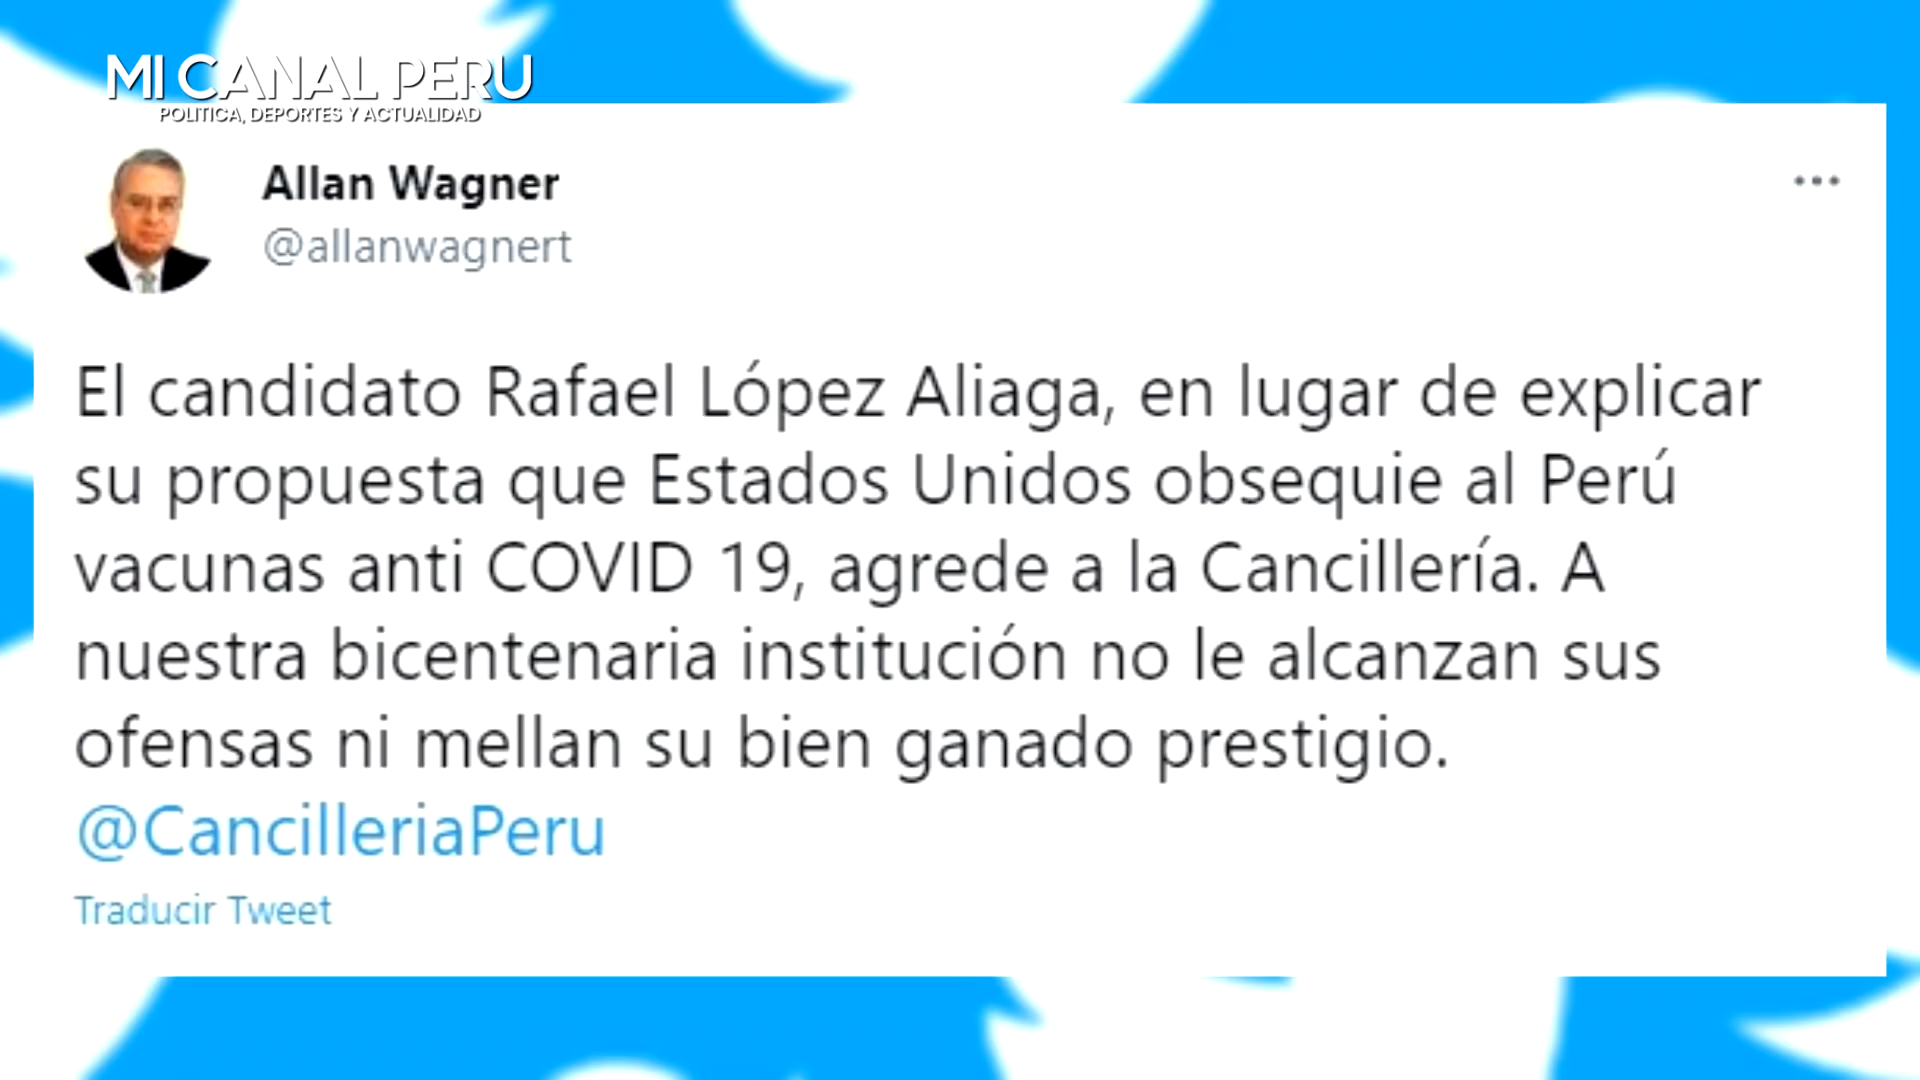 MI CANAL PERU
POLITICA, DEPORTES Y ACTUALIDAD
Allan Wagner
@allanwagnert
El candidato Rafael López Aliaga, en lugar de explicar
su propuesta que Estados Unidos obsequie al Perú
vacunas anti COVID 19, agrede a la Cancillería. A
nuestra bicentenaria institución no le alcanzan sus
ofensas ni mellan su bien ganado prestigio.
@CancilleriaPeru
Traducir Tweet